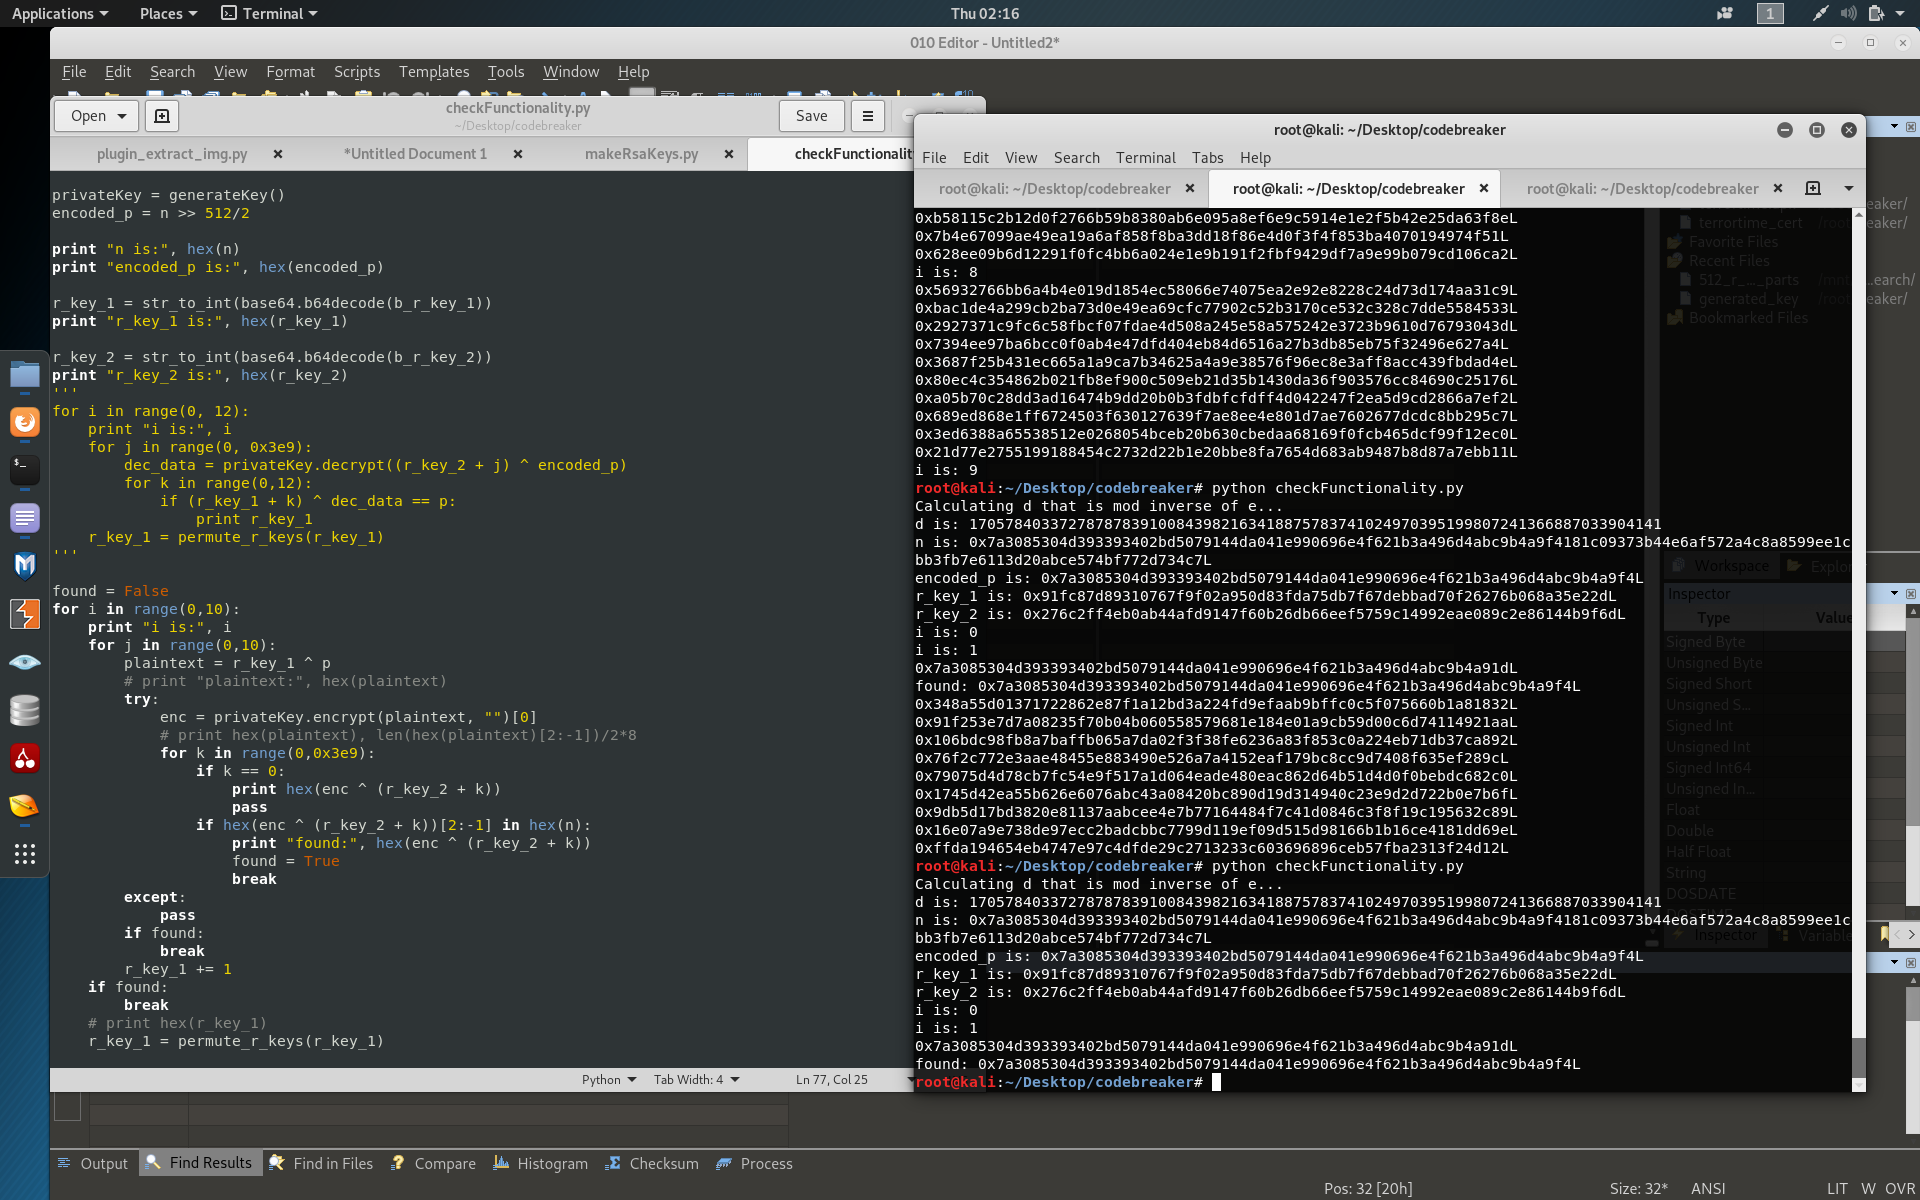 Applications Places Terminal Thu 02:16 1
010 Editor - Untitled2*
File Edit Search View Format Scripts Templates Tools Window Help
Open checkFunctionality.py Save
~/Desktop/codebreaker
plugin_extract_img.py *Untitled Document 1 makeRsaKeys.py checkFunctionalit
privateKey = generateKey()
encoded_p = n >> 512/2
print "n is:", hex(n)
print "encoded_p is:", hex(encoded_p)
r_key_1 = str_to_int(base64.b64decode(b_r_key_1))
print "r_key_1 is:", hex(r_key_1)
r_key_2 = str_to_int(base64.b64decode(b_r_key_2))
print "r_key_2 is:", hex(r_key_2)
'''
for i in range(0, 12):
    print "i is:", i
    for j in range(0, 0x3e9):
        dec_data = privateKey.decrypt((r_key_2 + j) ^ encoded_p)
        for k in range(0,12):
            if (r_key_1 + k) ^ dec_data == p:
                print r_key_1
    r_key_1 = permute_r_keys(r_key_1)
'''
found = False
for i in range(0,10):
    print "i is:", i
    for j in range(0,10):
        plaintext = r_key_1 ^ p
        # print "plaintext:", hex(plaintext)
        try:
            enc = privateKey.encrypt(plaintext, "")[0]
            # print hex(plaintext), len(hex(plaintext)[2:-1])/2*8
            for k in range(0,0x3e9):
                if k == 0:
                    print hex(enc ^ (r_key_2 + k))
                    pass
                if hex(enc ^ (r_key_2 + k))[2:-1] in hex(n):
                    print "found:", hex(enc ^ (r_key_2 + k))
                    found = True
                    break
        except:
            pass
        if found:
            break
        r_key_1 += 1
    if found:
        break
    # print hex(r_key_1)
    r_key_1 = permute_r_keys(r_key_1)
Python Tab Width: 4 Ln 77, Col 25
root@kali: ~/Desktop/codebreaker
File Edit View Search Terminal Tabs Help
root@kali: ~/Desktop/codebreaker root@kali: ~/Desktop/codebreaker root@kali: ~/Desktop/codebreaker
0xb58115c2b12d0f2766b59b8380ab6e095a8ef6e9c5914e1e2f5b42e25da63f8eL
0x7b4e67099ae49ea19a6af858f8ba3dd18f86e4d0f3f4f853ba4070194974f51L
0x628ee09b6d12291f0fc4bb6a024e1e9b191f2fbf9429df7a9e99b079cd106ca2L
i is: 8
0x56932766bb6a4b4e019d1854ec58066e74075ea2e92e8228c24d73d174aa31c9L
0xbac1de4a299cb2ba73d0e49ea69cfc77902c52b3170ce532c328c7dde5584533L
0x2927371c9fc6c58fbcf07fdae4d508a245e58a575242e3723b9610d76793043dL
0x7394ee97ba6bcc0f0ab4e47dfd404eb84d6516a27b3db85eb75f32496e627a4L
0x3687f25b431ec665a1a9ca7b34625a4a9e38576f96ec8e3aff8acc439fbdad4eL
0x80ec4c354862b021fb8ef900c509eb21d35b1430da36f903576cc84690c25176L
0xa05b70c28dd3ad16474b9dd20b0b3fdbfcfdff4d042247f2ea5d9cd2866a7ef2L
0x689ed868e1ff6724503f630127639f7ae8ee4e801d7ae7602677dcdc8bb295c7L
0x3ed6388a65538512e0268054bceb20b630cbedaa68169f0fcb465dcf99f12ec0L
0x21d77e2755199188454c2732d22b1e20bbe8fa7654d683ab9487b8d87a7ebb11L
i is: 9
root@kali:~/Desktop/codebreaker# python checkFunctionality.py
Calculating d that is mod inverse of e...
d is: 17057840337278787839100843982163418875783741024970395199807241366887033904141
n is: 0x7a3085304d393393402bd5079144da041e990696e4f621b3a496d4abc9b4a9f4181c09373b44e6af572a4c8a8599ee1c
bb3fb7e6113d20abce574bf772d734c7L
encoded_p is: 0x7a3085304d393393402bd5079144da041e990696e4f621b3a496d4abc9b4a9f4L
r_key_1 is: 0x91fc87d89310767f9f02a950d83fda75db7f67debbad70f26276b068a35e22dL
r_key_2 is: 0x276c2ff4eb0ab44afd9147f60b26db66eef5759c14992eae089c2e86144b9f6dL
i is: 0
i is: 1
0x7a3085304d393393402bd5079144da041e990696e4f621b3a496d4abc9b4a91dL
found: 0x7a3085304d393393402bd5079144da041e990696e4f621b3a496d4abc9b4a9f4L
0x348a55d01371722862e87f1a12bd3a224fd9efaab9bffc0c5f075660b1a81832L
0x91f253e7d7a08235f70b04b060558579681e184e01a9cb59d00c6d74114921aaL
0x106bdc98fb8a7baffb065a7da02f3f38fe6236a83f853c0a224eb71db37ca892L
0x76f2c772e3aae48455e883490e526a7a4152eaf179bc8cc9d7408f635ef289cL
0x79075d4d78cb7fc54e9f517a1d064eade480eac862d64b51d4d0f0bebdc682c0L
0x1745d42ea55b626e6076abc43a08420bc890d19d314940c23e9d2d722b0e7b6fL
0x9db5d17bd3820e81137aabcee4e7b77164484f7c41d0846c3f8f19c195632c89L
0x16e07a9e738de97ecc2badcbbc7799d119ef09d515d98166b1b16ce4181dd69eL
0xffda194654eb4747e97c4dfde29c2713233c603696896ceb57fba2313f24d12L
root@kali:~/Desktop/codebreaker# python checkFunctionality.py
Calculating d that is mod inverse of e...
d is: 17057840337278787839100843982163418875783741024970395199807241366887033904141
n is: 0x7a3085304d393393402bd5079144da041e990696e4f621b3a496d4abc9b4a9f4181c09373b44e6af572a4c8a8599ee1c
bb3fb7e6113d20abce574bf772d734c7L
encoded_p is: 0x7a3085304d393393402bd5079144da041e990696e4f621b3a496d4abc9b4a9f4L
r_key_1 is: 0x91fc87d89310767f9f02a950d83fda75db7f67debbad70f26276b068a35e22dL
r_key_2 is: 0x276c2ff4eb0ab44afd9147f60b26db66eef5759c14992eae089c2e86144b9f6dL
i is: 0
i is: 1
0x7a3085304d393393402bd5079144da041e990696e4f621b3a496d4abc9b4a91dL
found: 0x7a3085304d393393402bd5079144da041e990696e4f621b3a496d4abc9b4a9f4L
root@kali:~/Desktop/codebreaker#
terrortime_cert
Favorite Files
Recent Files
512_r_..._parts
generated_key
Bookmarked Files
Workspace Explor
Inspector
Type Value
Signed Byte
Unsigned Byte
Signed Short
Unsigned S...
Signed Int
Unsigned Int
Signed Int64
Unsigned In...
Float
Double
Half Float
String
DOSDATE
Inspector Variable
Output Find Results Find in Files Compare Histogram Checksum Process
Pos: 32 [20h] Size: 32* ANSI LIT W OVR